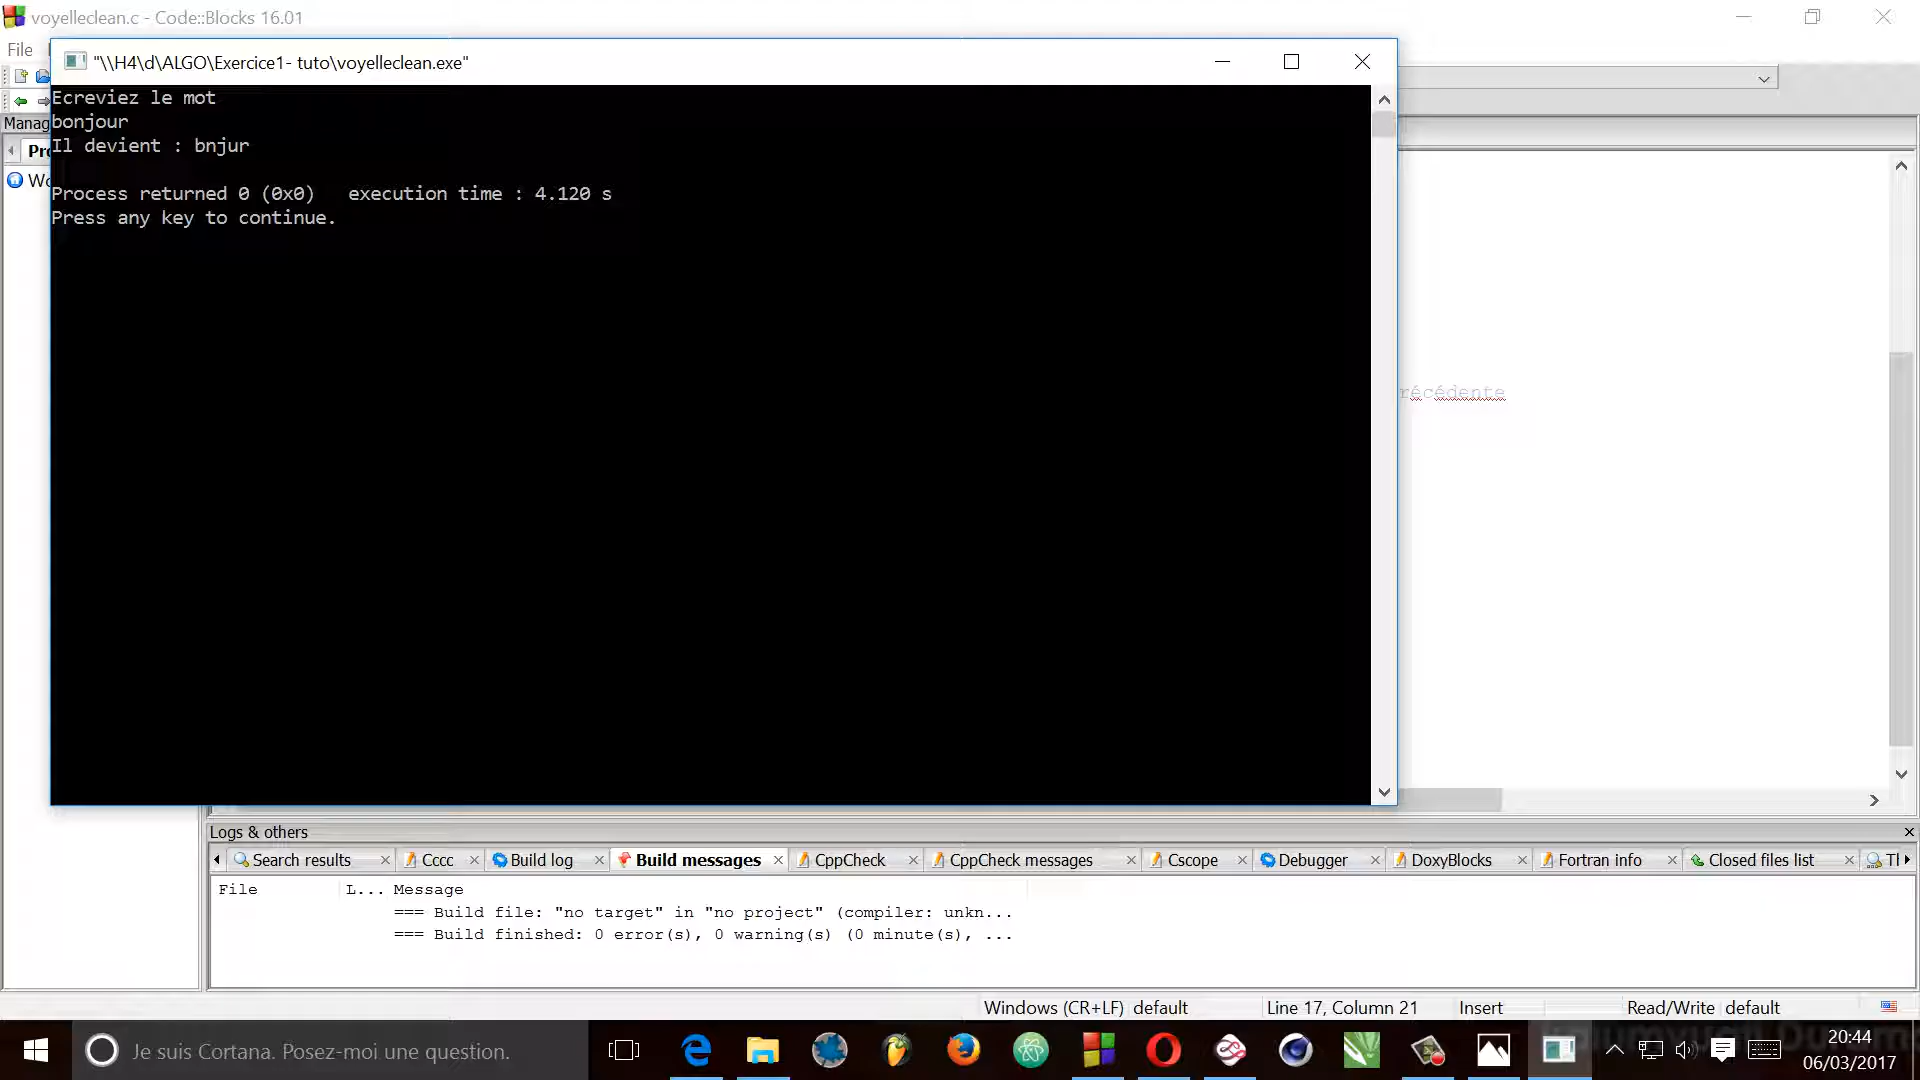 voyelleclean.c - Code::Blocks 16.01
File
"\\H4\d\ALGO\Exercice1- tuto\voyelleclean.exe"
Ecreviez le mot
bonjour
Il devient : bnjur
Process returned 0 (0x0)   execution time : 4.120 s
Press any key to continue.
Manag
Pro
Wo
récédente
Logs & others
Search results Cccc Build log Build messages CppCheck CppCheck messages Cscope Debugger DoxyBlocks Fortran info Closed files list Tl
File L... Message
=== Build file: "no target" in "no project" (compiler: unkn...
=== Build finished: 0 error(s), 0 warning(s) (0 minute(s), ...
Windows (CR+LF) default Line 17, Column 21 Insert Read/Write default
Je suis Cortana. Posez-moi une question.
20:44
06/03/2017